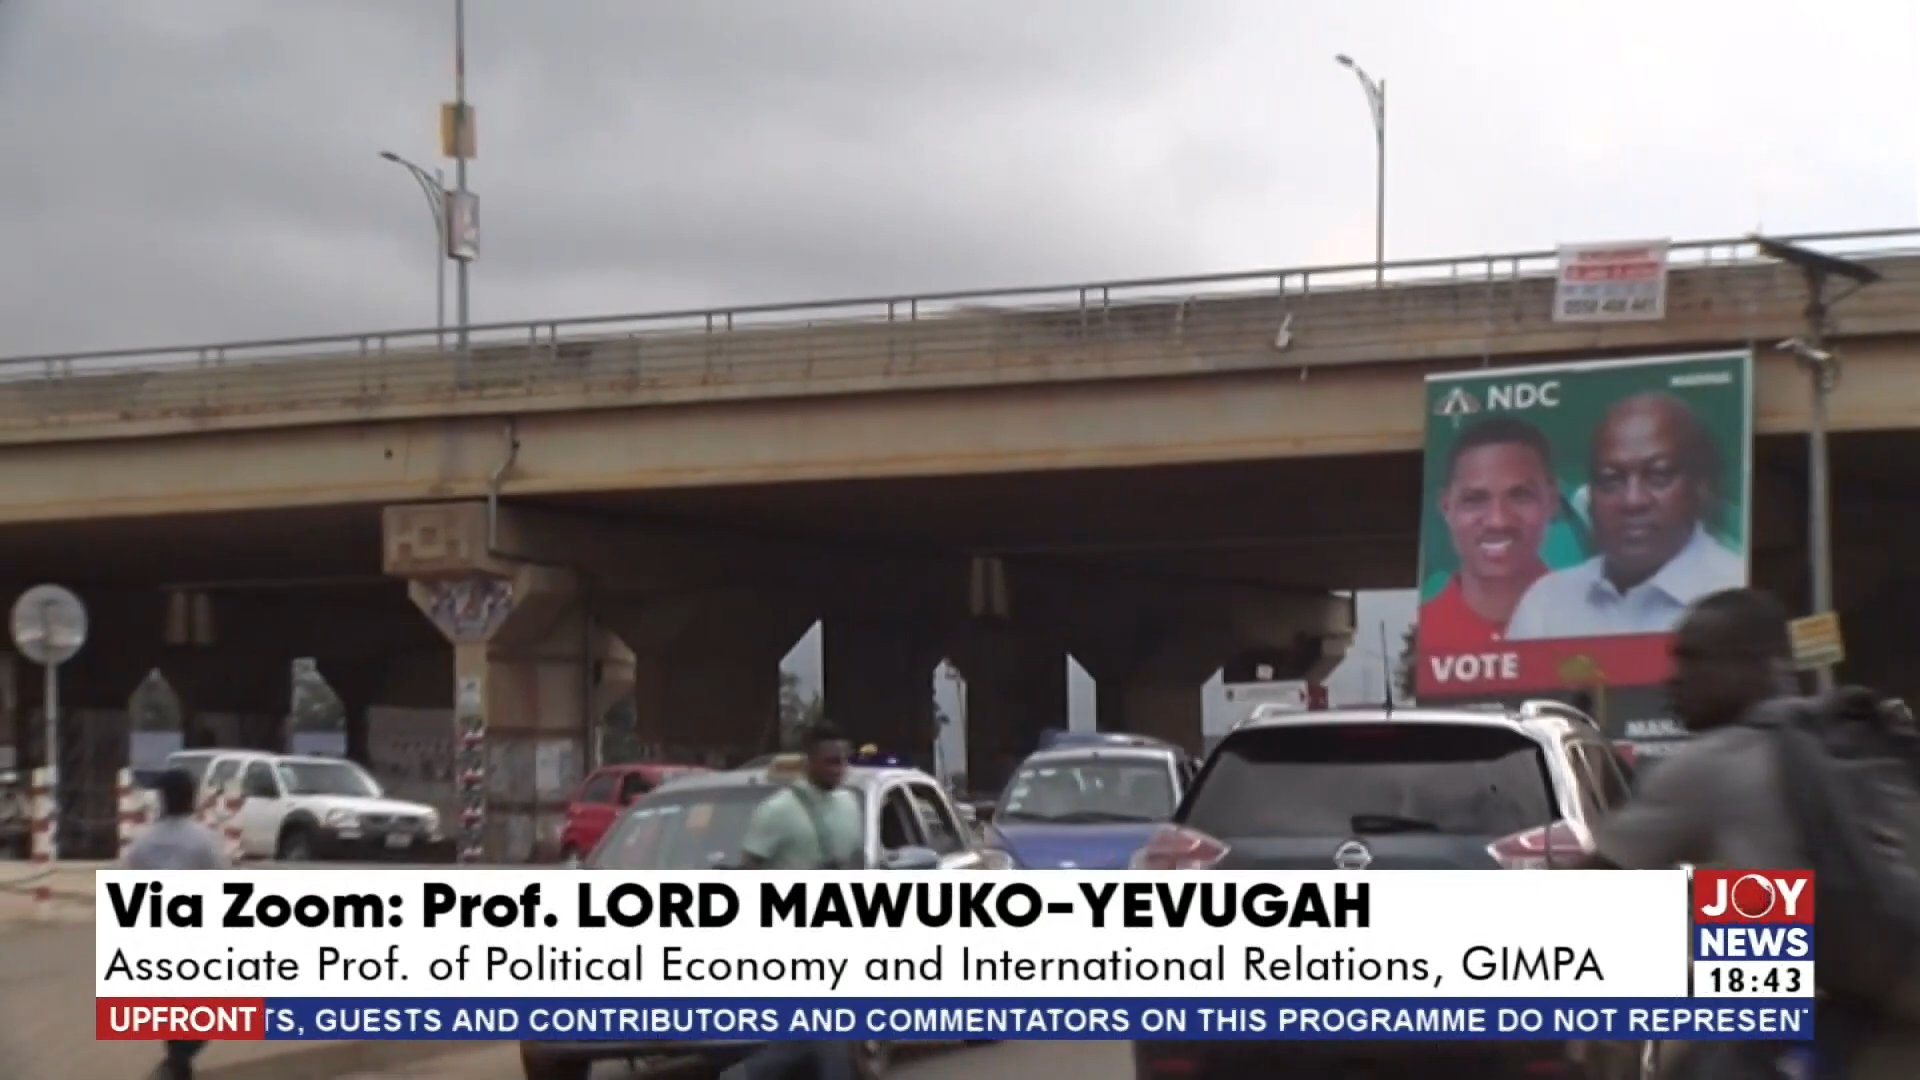 NDC
VOTE
Via Zoom: Prof. LORD MAWUKO-YEVUGAH
Associate Prof. of Political Economy and International Relations, GIMPA
JOY
NEWS
18:43
UPFRONT
TS, GUESTS AND CONTRIBUTORS AND COMMENTATORS ON THIS PROGRAMME DO NOT REPRESEN